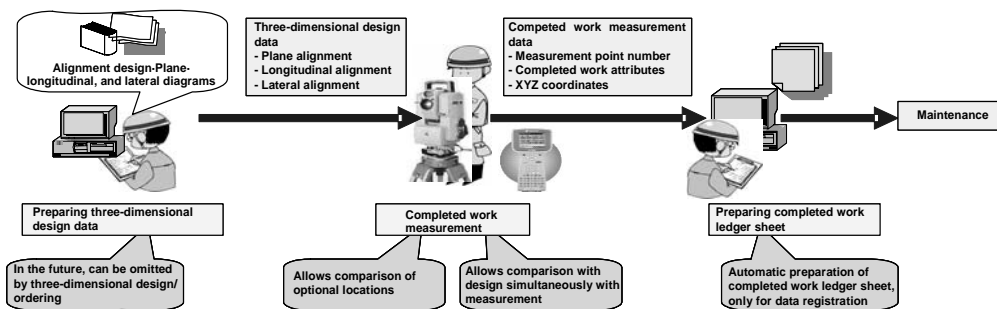 Alignment design-Plane-
longitudinal, and lateral diagrams
Three-dimensional design
data
- Plane alignment
- Longitudinal alignment
- Lateral alignment
Competed work measurement
data
- Measurement point number
- Completed work attributes
- XYZ coordinates
Maintenance
Preparing three-dimensional
design data
Completed work
measurement
Preparing completed work
ledger sheet
In the future, can be omitted
by three-dimensional design/
ordering
Allows comparison of
optional locations
Allows comparison with
design simultaneously with
measurement
Automatic preparation of
completed work ledger sheet,
only for data registration